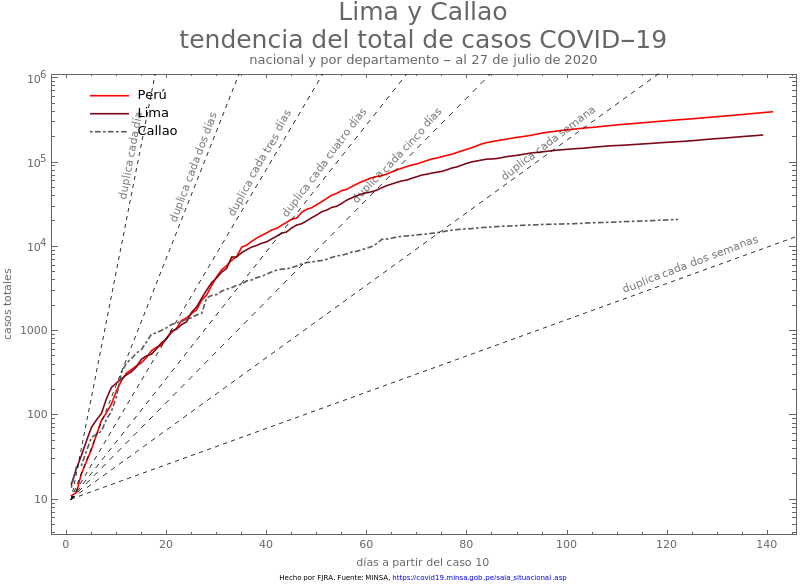 Lima y Callao
tendencia del total de casos COVID−19
nacional y por departamento − al 27 de julio de 2020
Perú
Lima
Callao
duplica cada día
duplica cada dos días
duplica cada tres días
duplica cada cuatro días
duplica cada cinco días
duplica cada semana
duplica cada dos semanas
casos totales
10^6
10^5
10^4
1000
100
10
0 20 40 60 80 100 120 140
días a partir del caso 10
Hecho por FJRA. Fuente: MINSA, https://covid19.minsa.gob.pe/sala_situacional.asp